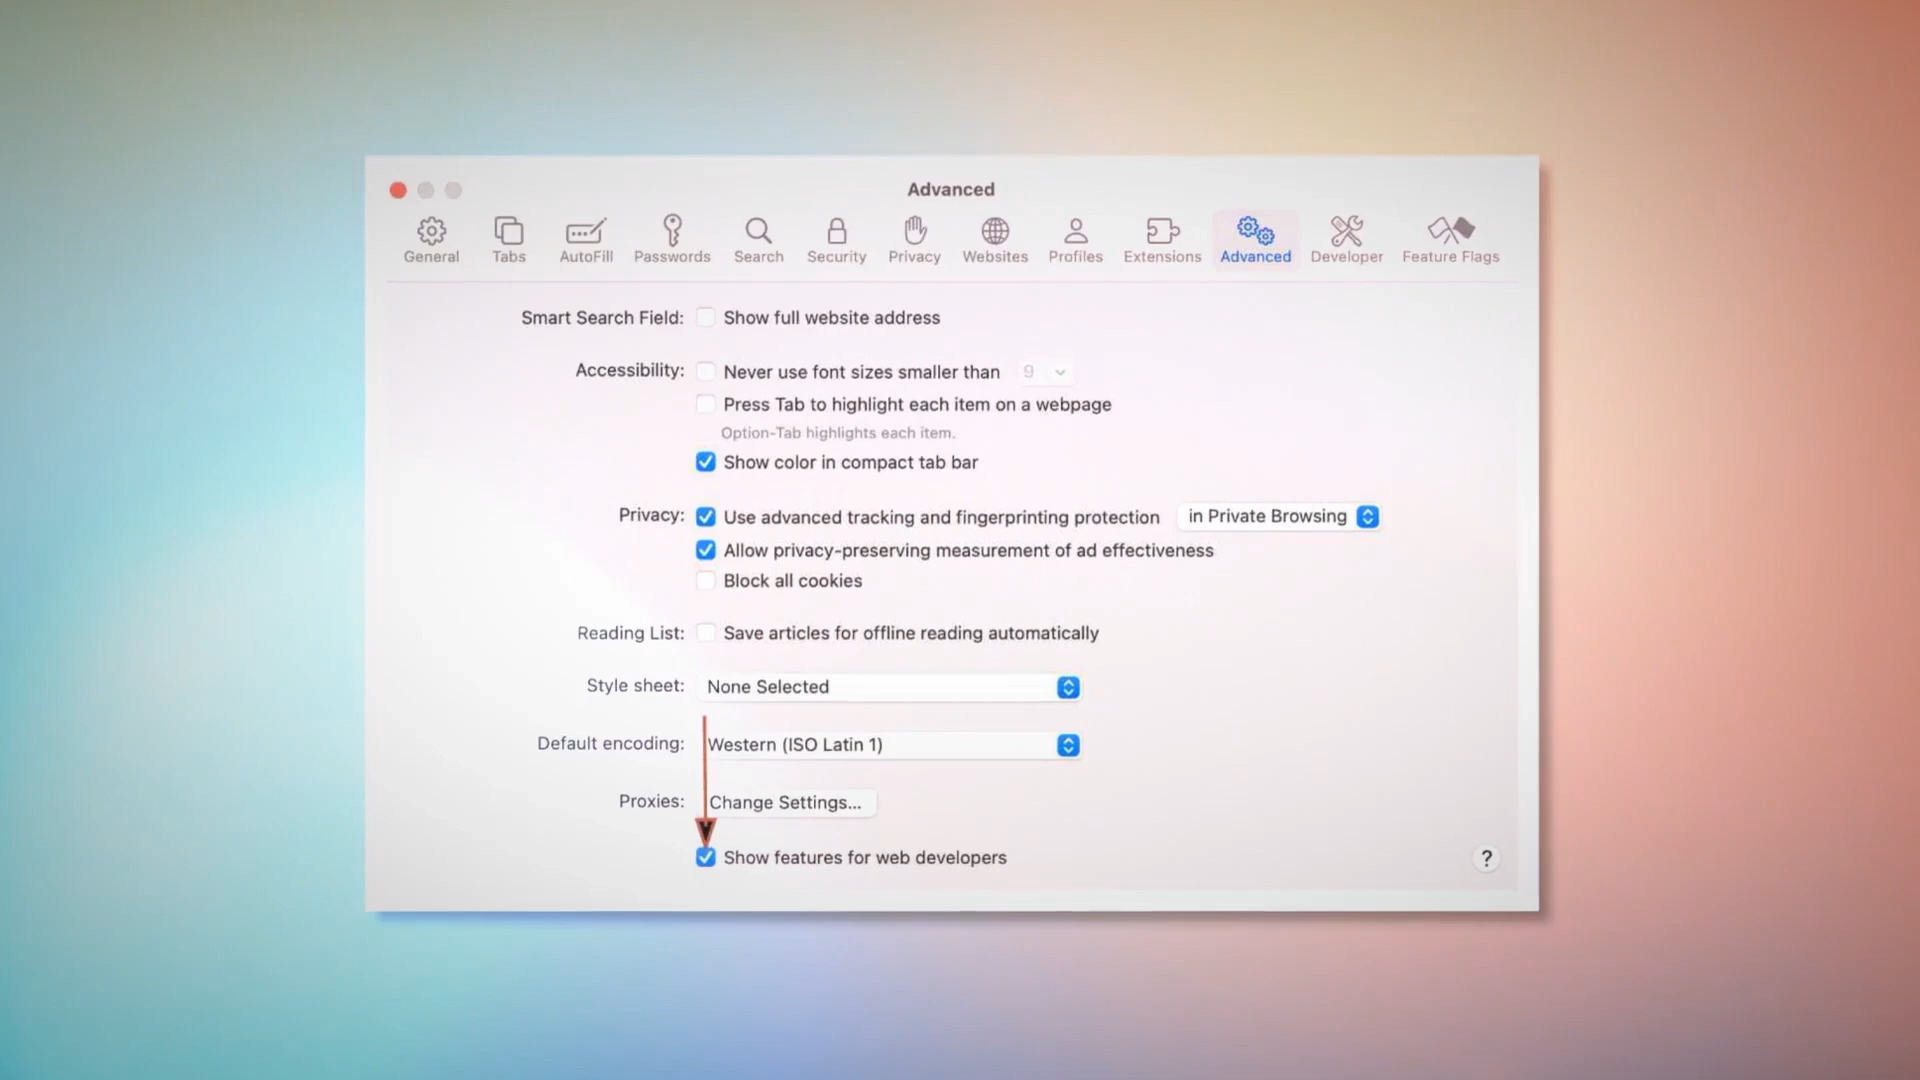 Advanced
General Tabs AutoFill Passwords Search Security Privacy Websites Profiles Extensions Advanced Developer Feature Flags
Smart Search Field: Show full website address
Accessibility: Never use font sizes smaller than 9
Press Tab to highlight each item on a webpage
Option-Tab highlights each item.
Show color in compact tab bar
Privacy: Use advanced tracking and fingerprinting protection in Private Browsing
Allow privacy-preserving measurement of ad effectiveness
Block all cookies
Reading List: Save articles for offline reading automatically
Style sheet: None Selected
Default encoding: Western (ISO Latin 1)
Proxies: Change Settings...
Show features for web developers ?